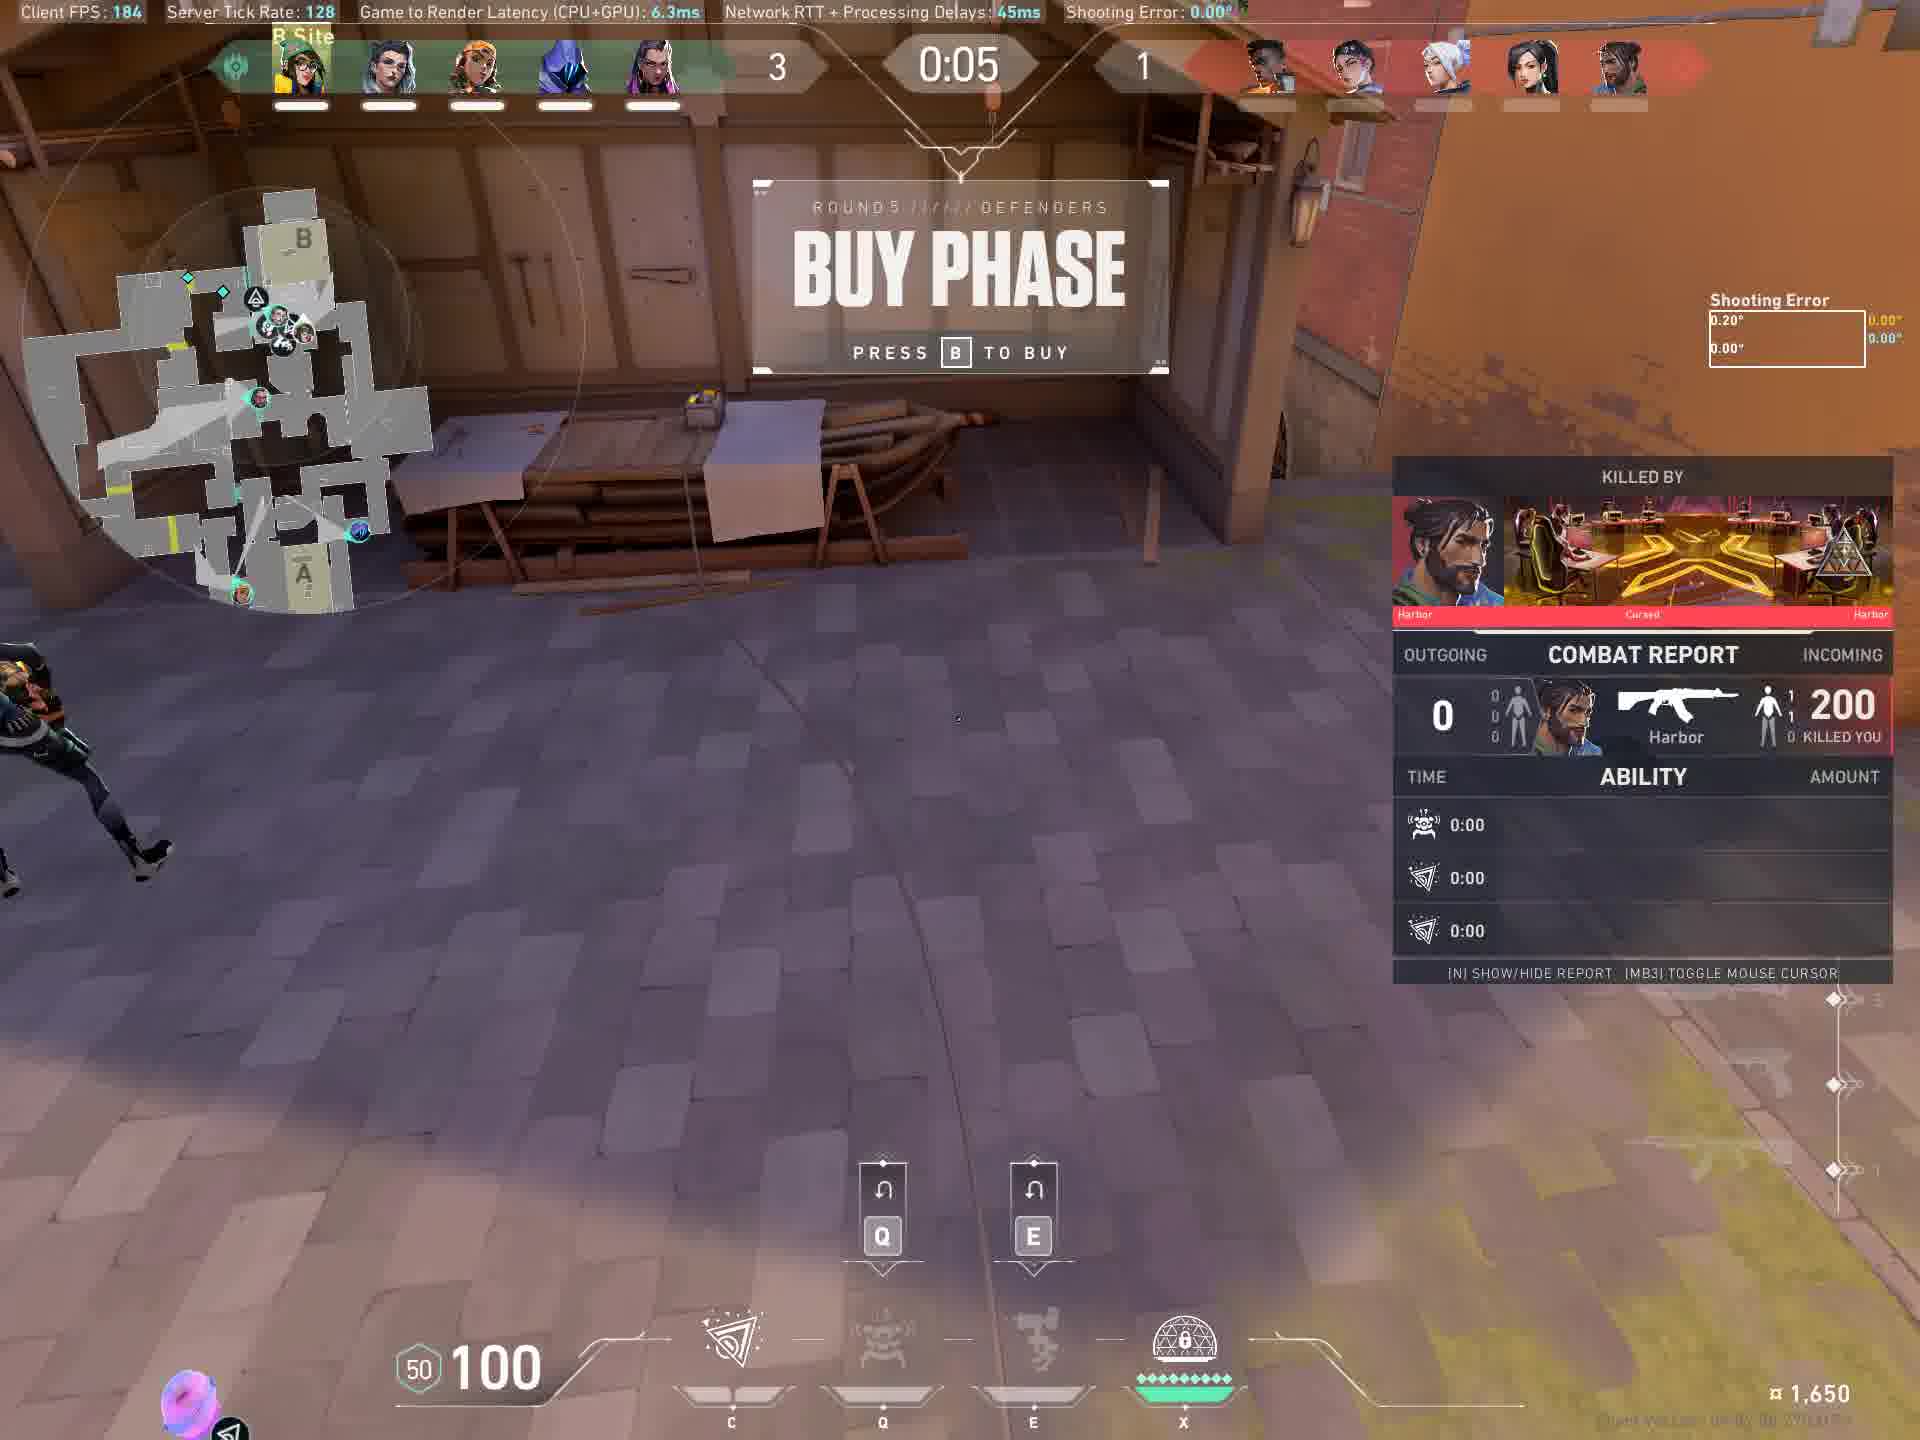 Client FPS: 184 Server Tick Rate: 128 Game to Render Latency (CPU+GPU): 6.3ms Network RTT + Processing Delays: 45ms Shooting Error: 0.00°
B Site
3 0:05 1
ROUND 5 ////// DEFENDERS
BUY PHASE
PRESS B TO BUY
B
A
Shooting Error
0.20° 0.00°
0.00° 0.00°
KILLED BY
Harbor Cursed Harbor
OUTGOING COMBAT REPORT INCOMING
0 0 0 0 Harbor 1 1 0 200 KILLED YOU
TIME ABILITY AMOUNT
0:00
0:00
0:00
[N] SHOW/HIDE REPORT [MB3] TOGGLE MOUSE CURSOR
3
1
Q E
50 100
C Q E X
¤ 1,650